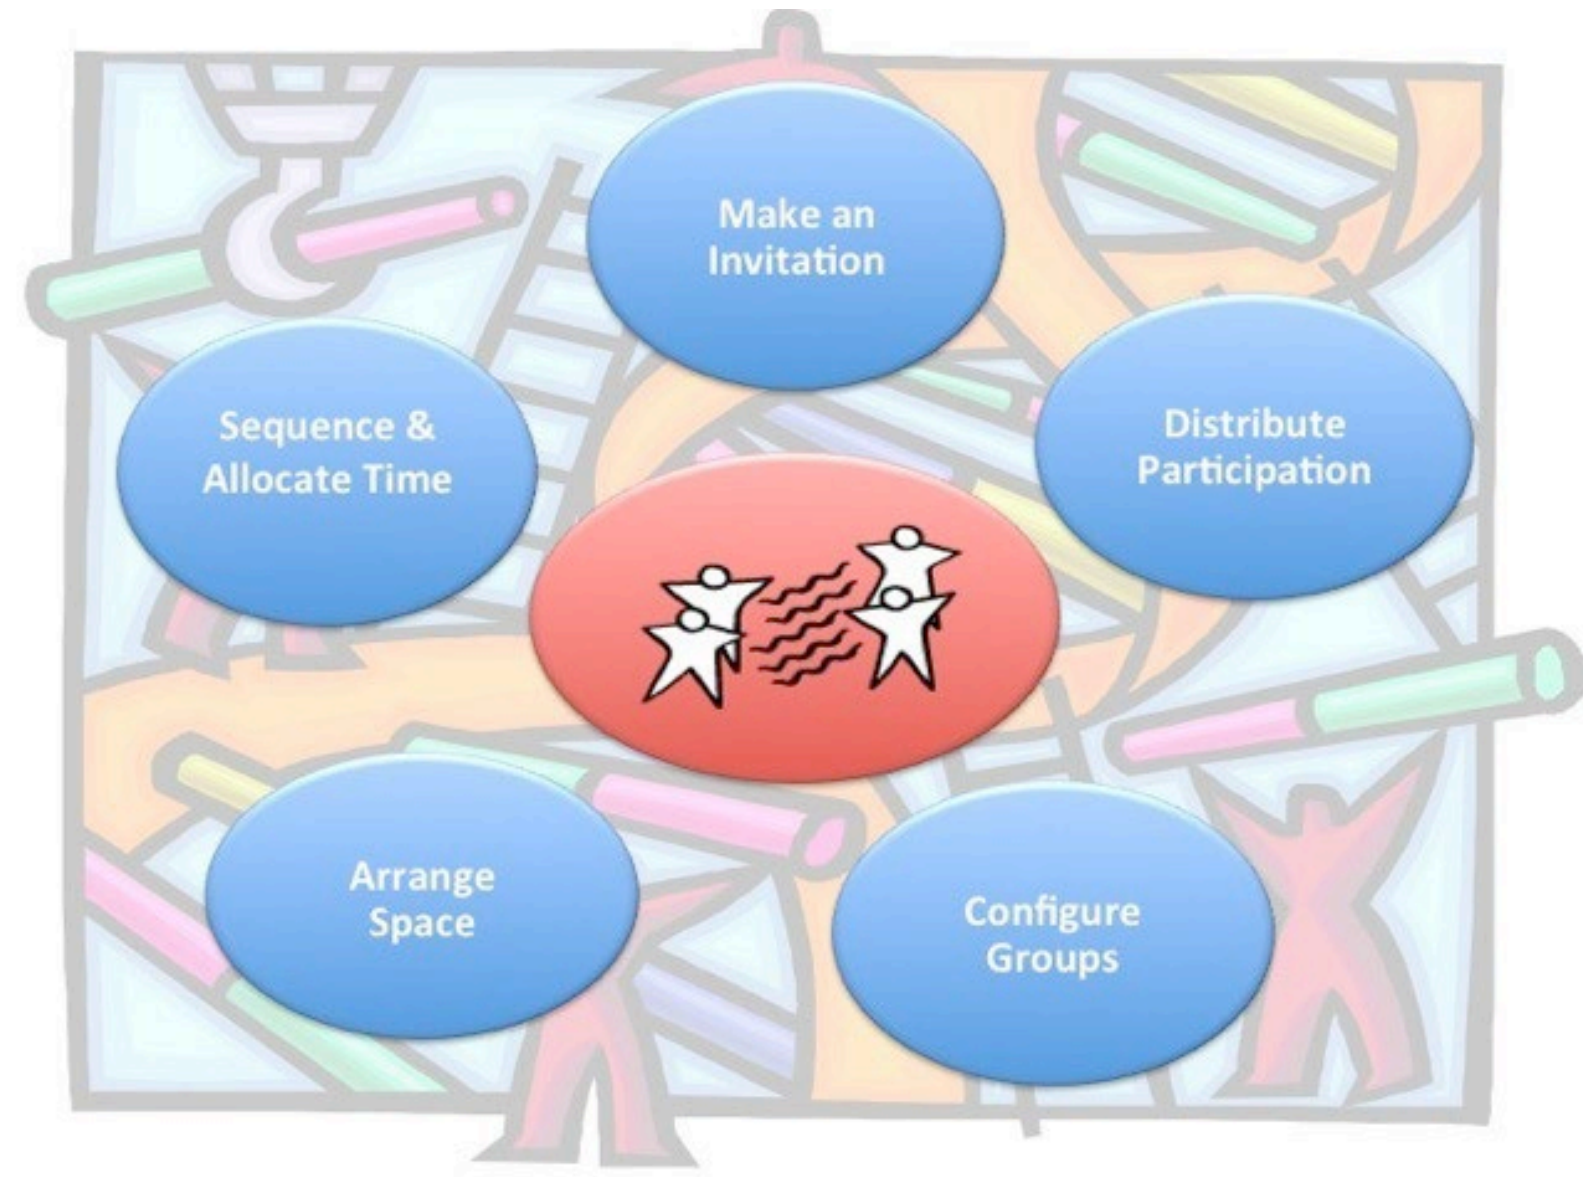 Make an
Invitation
Distribute
Participation
Configure
Groups
Arrange
Space
Sequence &
Allocate Time